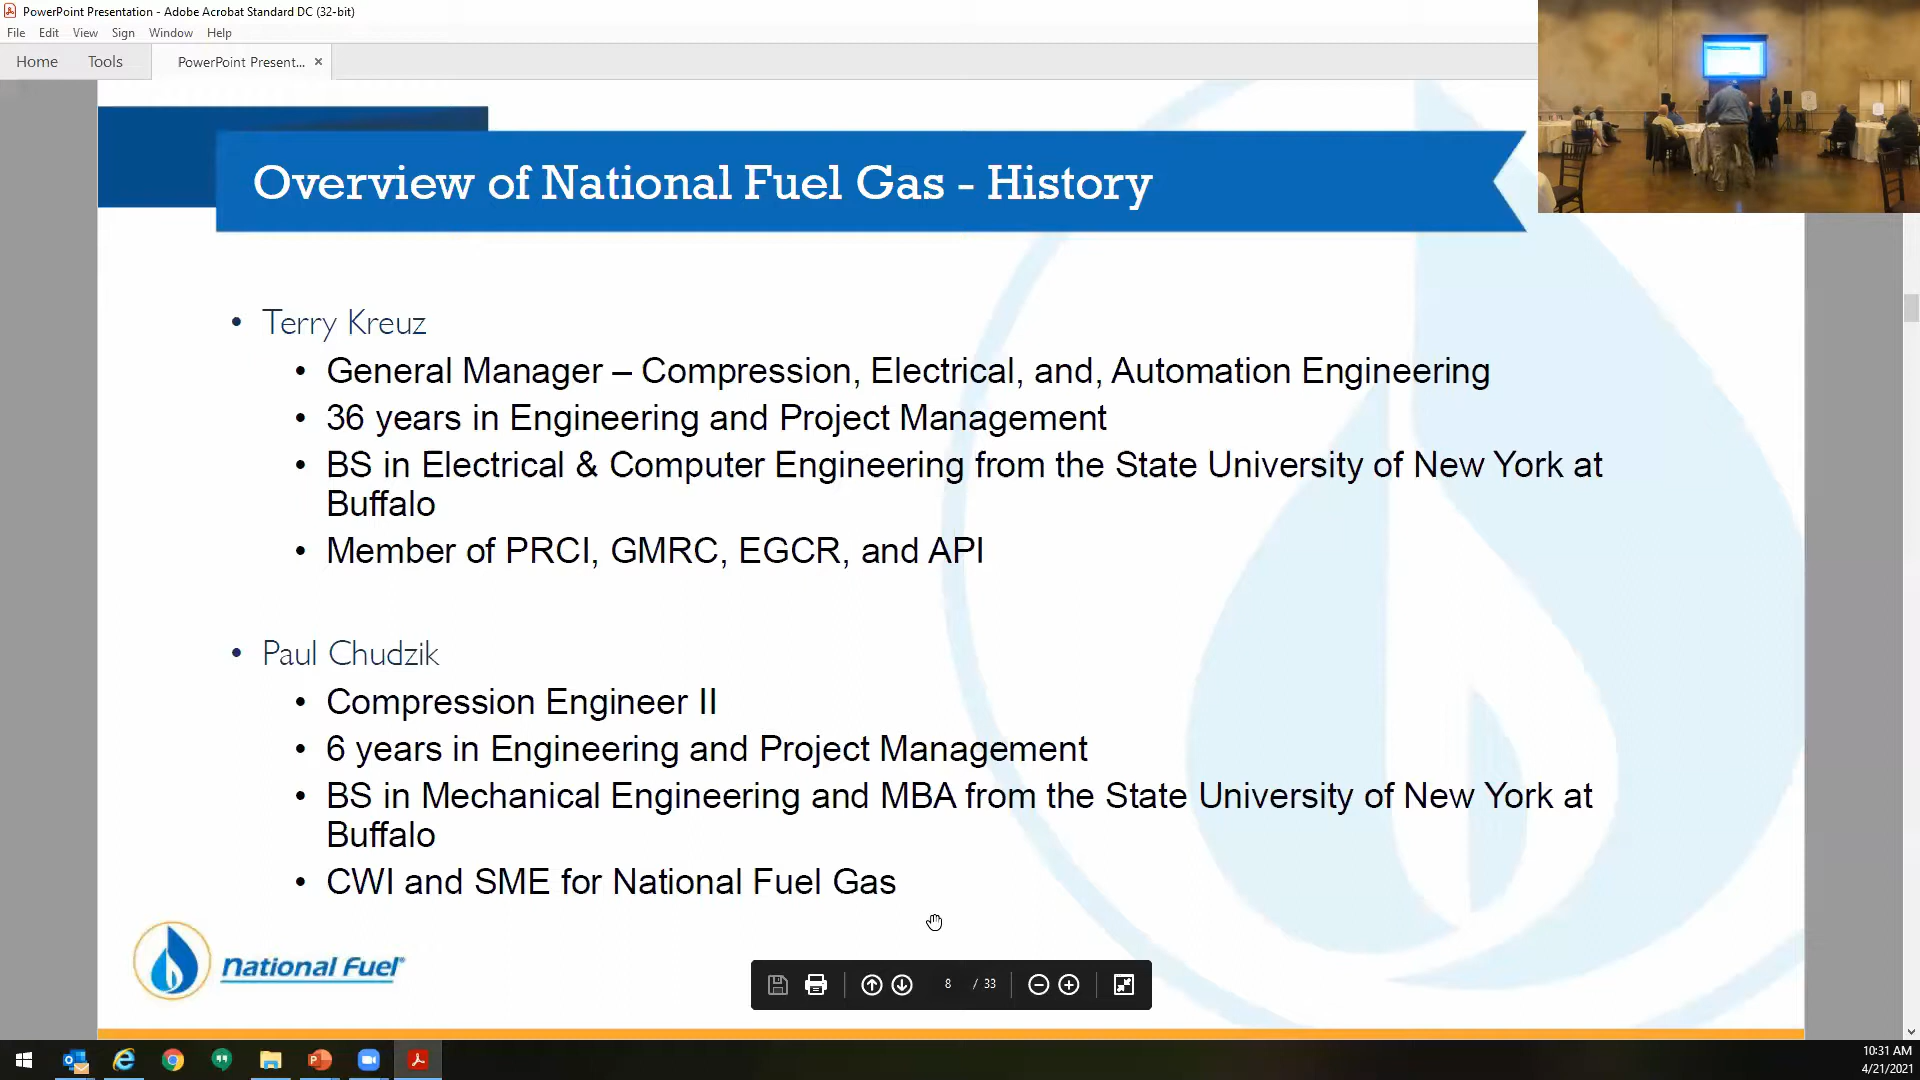 PowerPoint Presentation - Adobe Acrobat Standard DC (32-bit)
File Edit View Sign Window Help
Home Tools PowerPoint Present... ×
Overview of National Fuel Gas - History
• Terry Kreuz
• General Manager – Compression, Electrical, and, Automation Engineering
• 36 years in Engineering and Project Management
• BS in Electrical & Computer Engineering from the State University of New York at
Buffalo
• Member of PRCI, GMRC, EGCR, and API
• Paul Chudzik
• Compression Engineer II
• 6 years in Engineering and Project Management
• BS in Mechanical Engineering and MBA from the State University of New York at
Buffalo
• CWI and SME for National Fuel Gas
National Fuel®
8 / 33
10:31 AM
4/21/2021